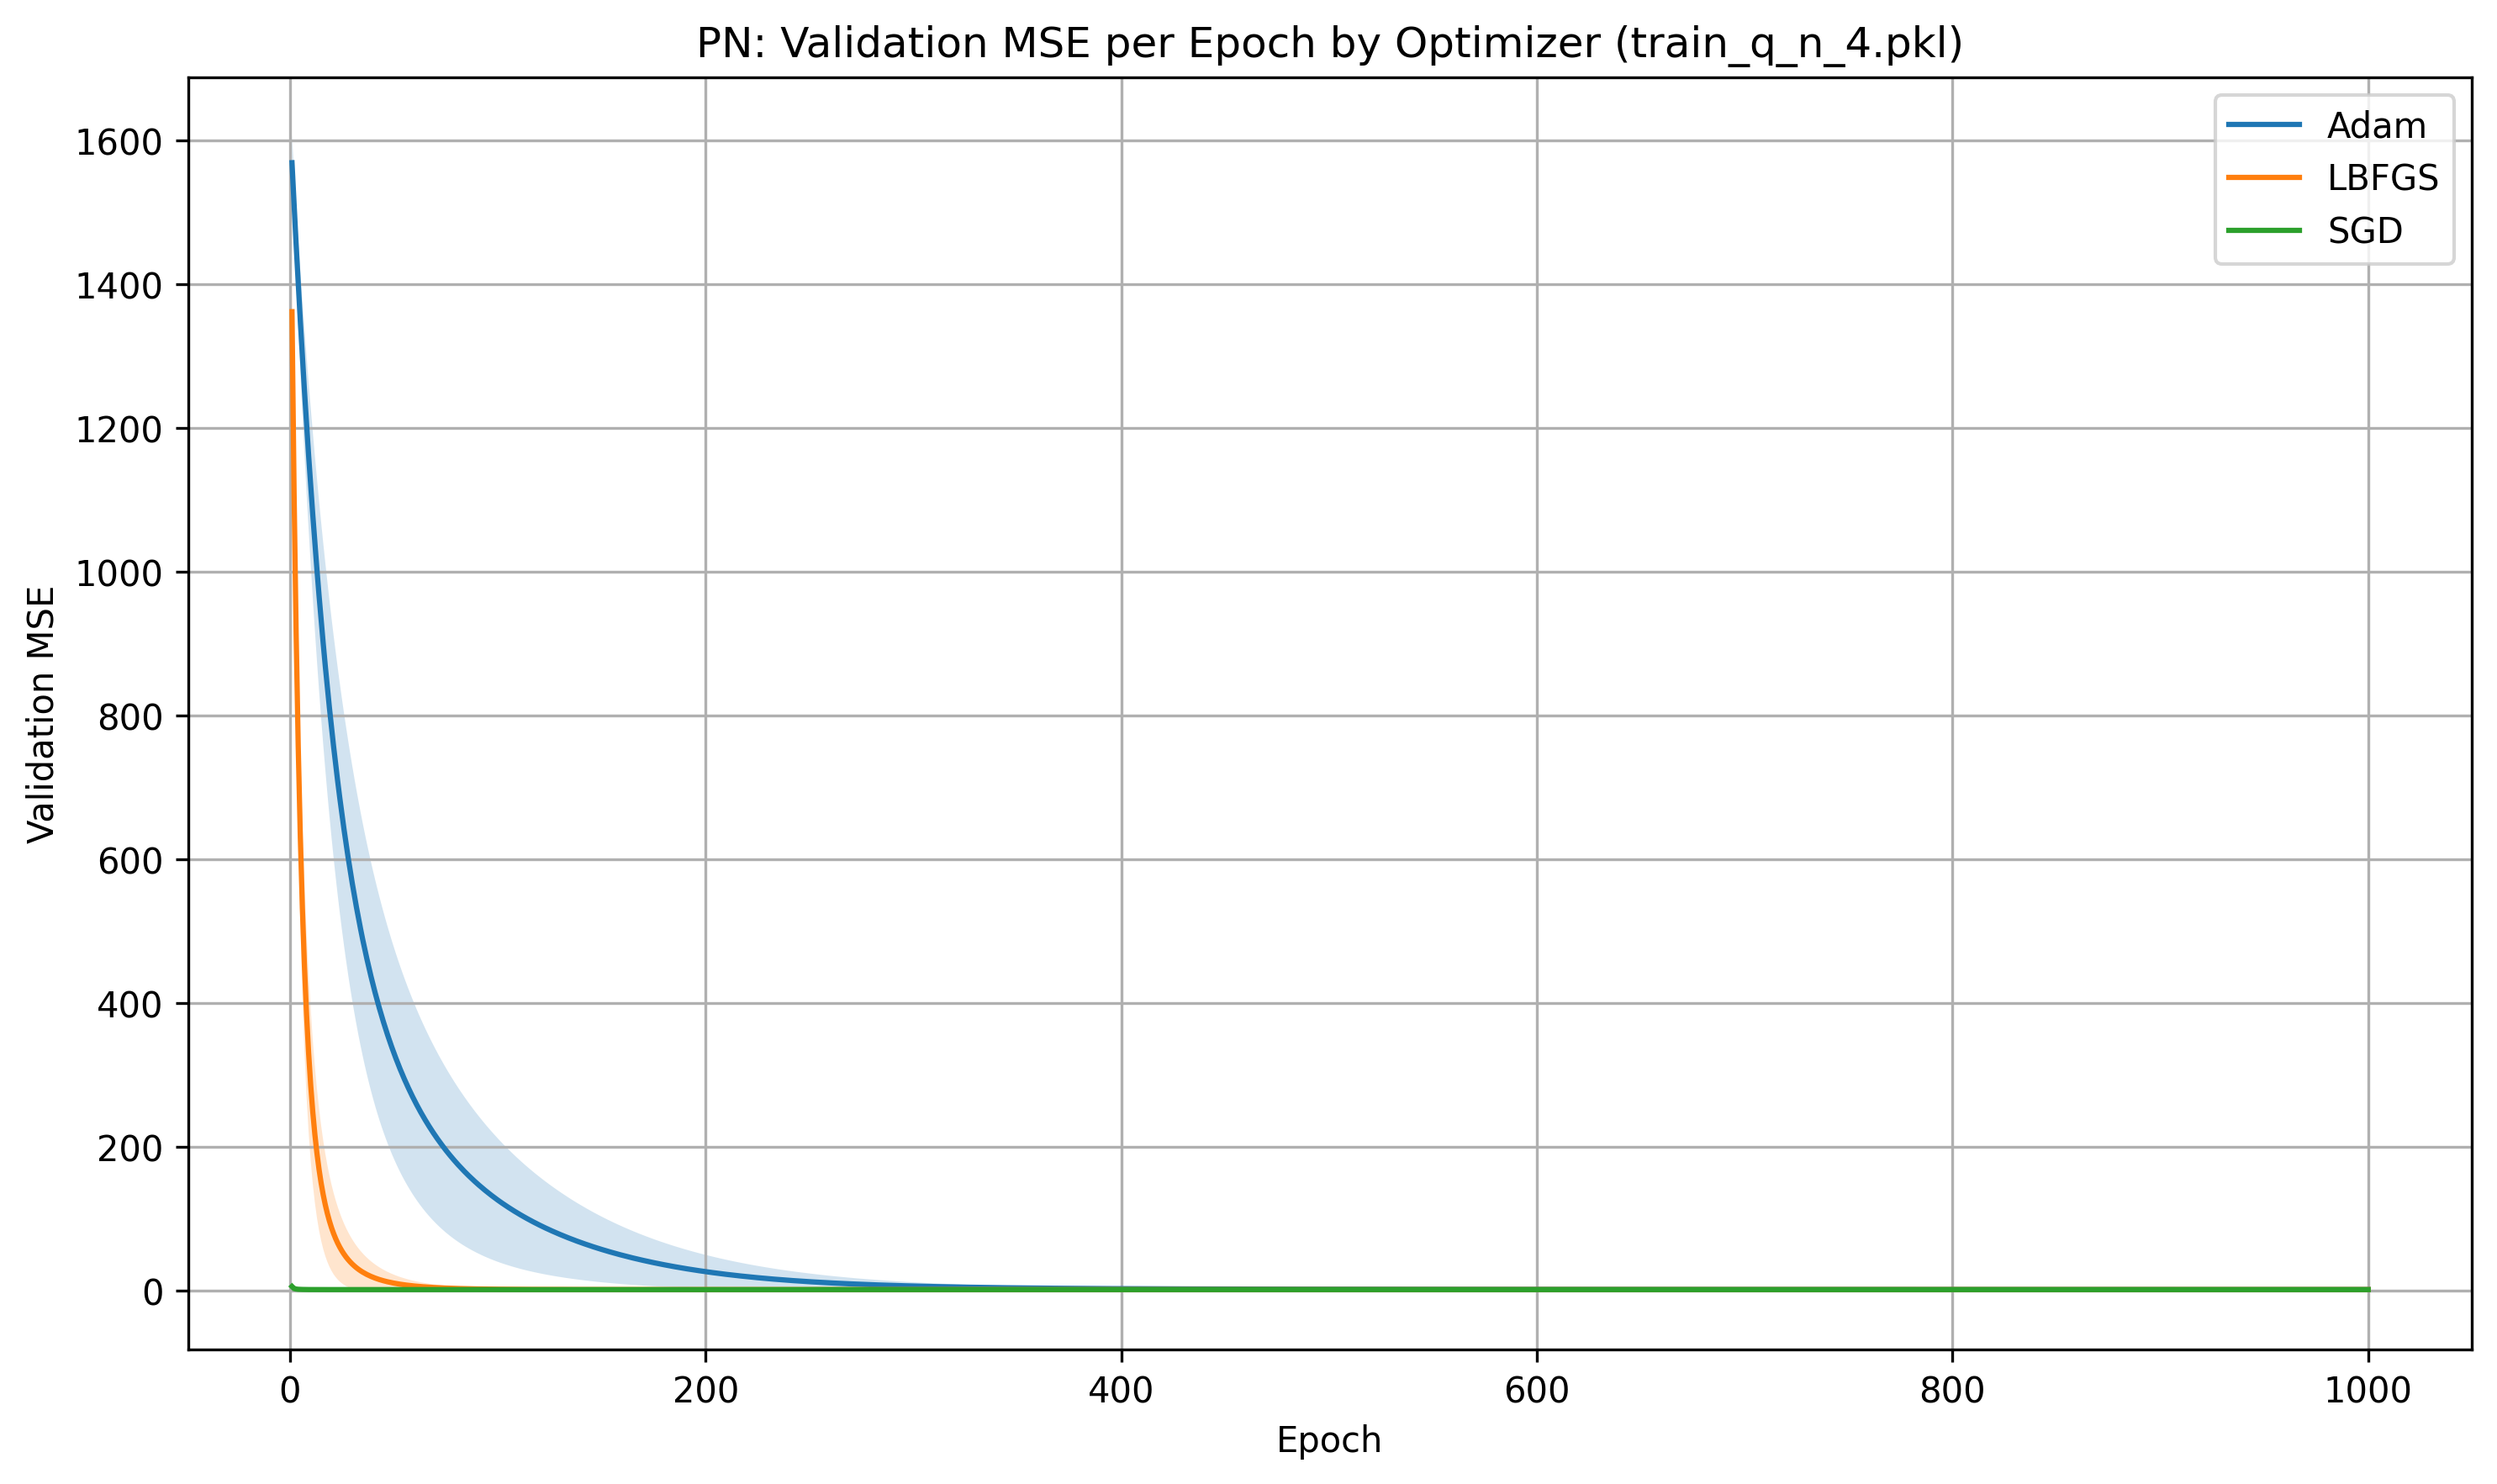 PN: Validation MSE per Epoch by Optimizer (train_q_n_4.pkl)
Adam
LBFGS
SGD
1600
1400
1200
1000
800
600
400
200
0
Validation MSE
0 200 400 600 800 1000
Epoch